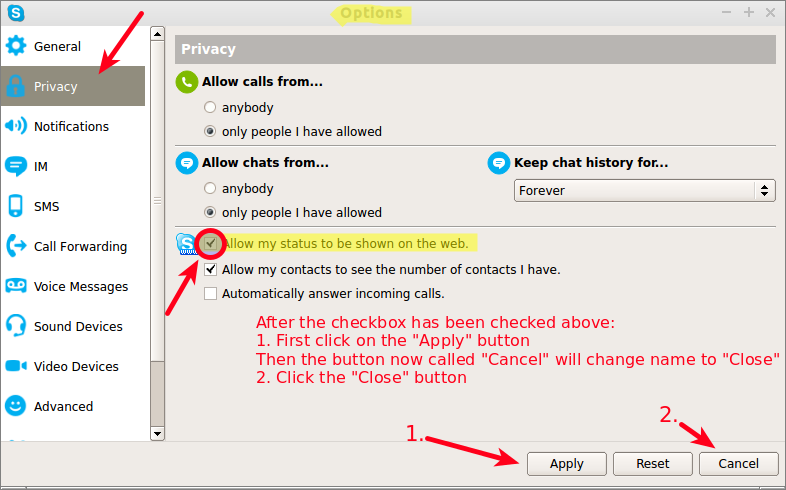 Options
General
Privacy
Notifications
IM
SMS
Call Forwarding
Voice Messages
Sound Devices
Video Devices
Advanced
Privacy
Allow calls from...
anybody
only people I have allowed
Allow chats from...
Keep chat history for...
anybody
Forever
only people I have allowed
Allow my status to be shown on the web.
Allow my contacts to see the number of contacts I have.
Automatically answer incoming calls.
After the checkbox has been checked above:
1. First click on the "Apply" button
Then the button now called "Cancel" will change name to "Close"
2. Click the "Close" button
1.
2.
Apply
Reset
Cancel